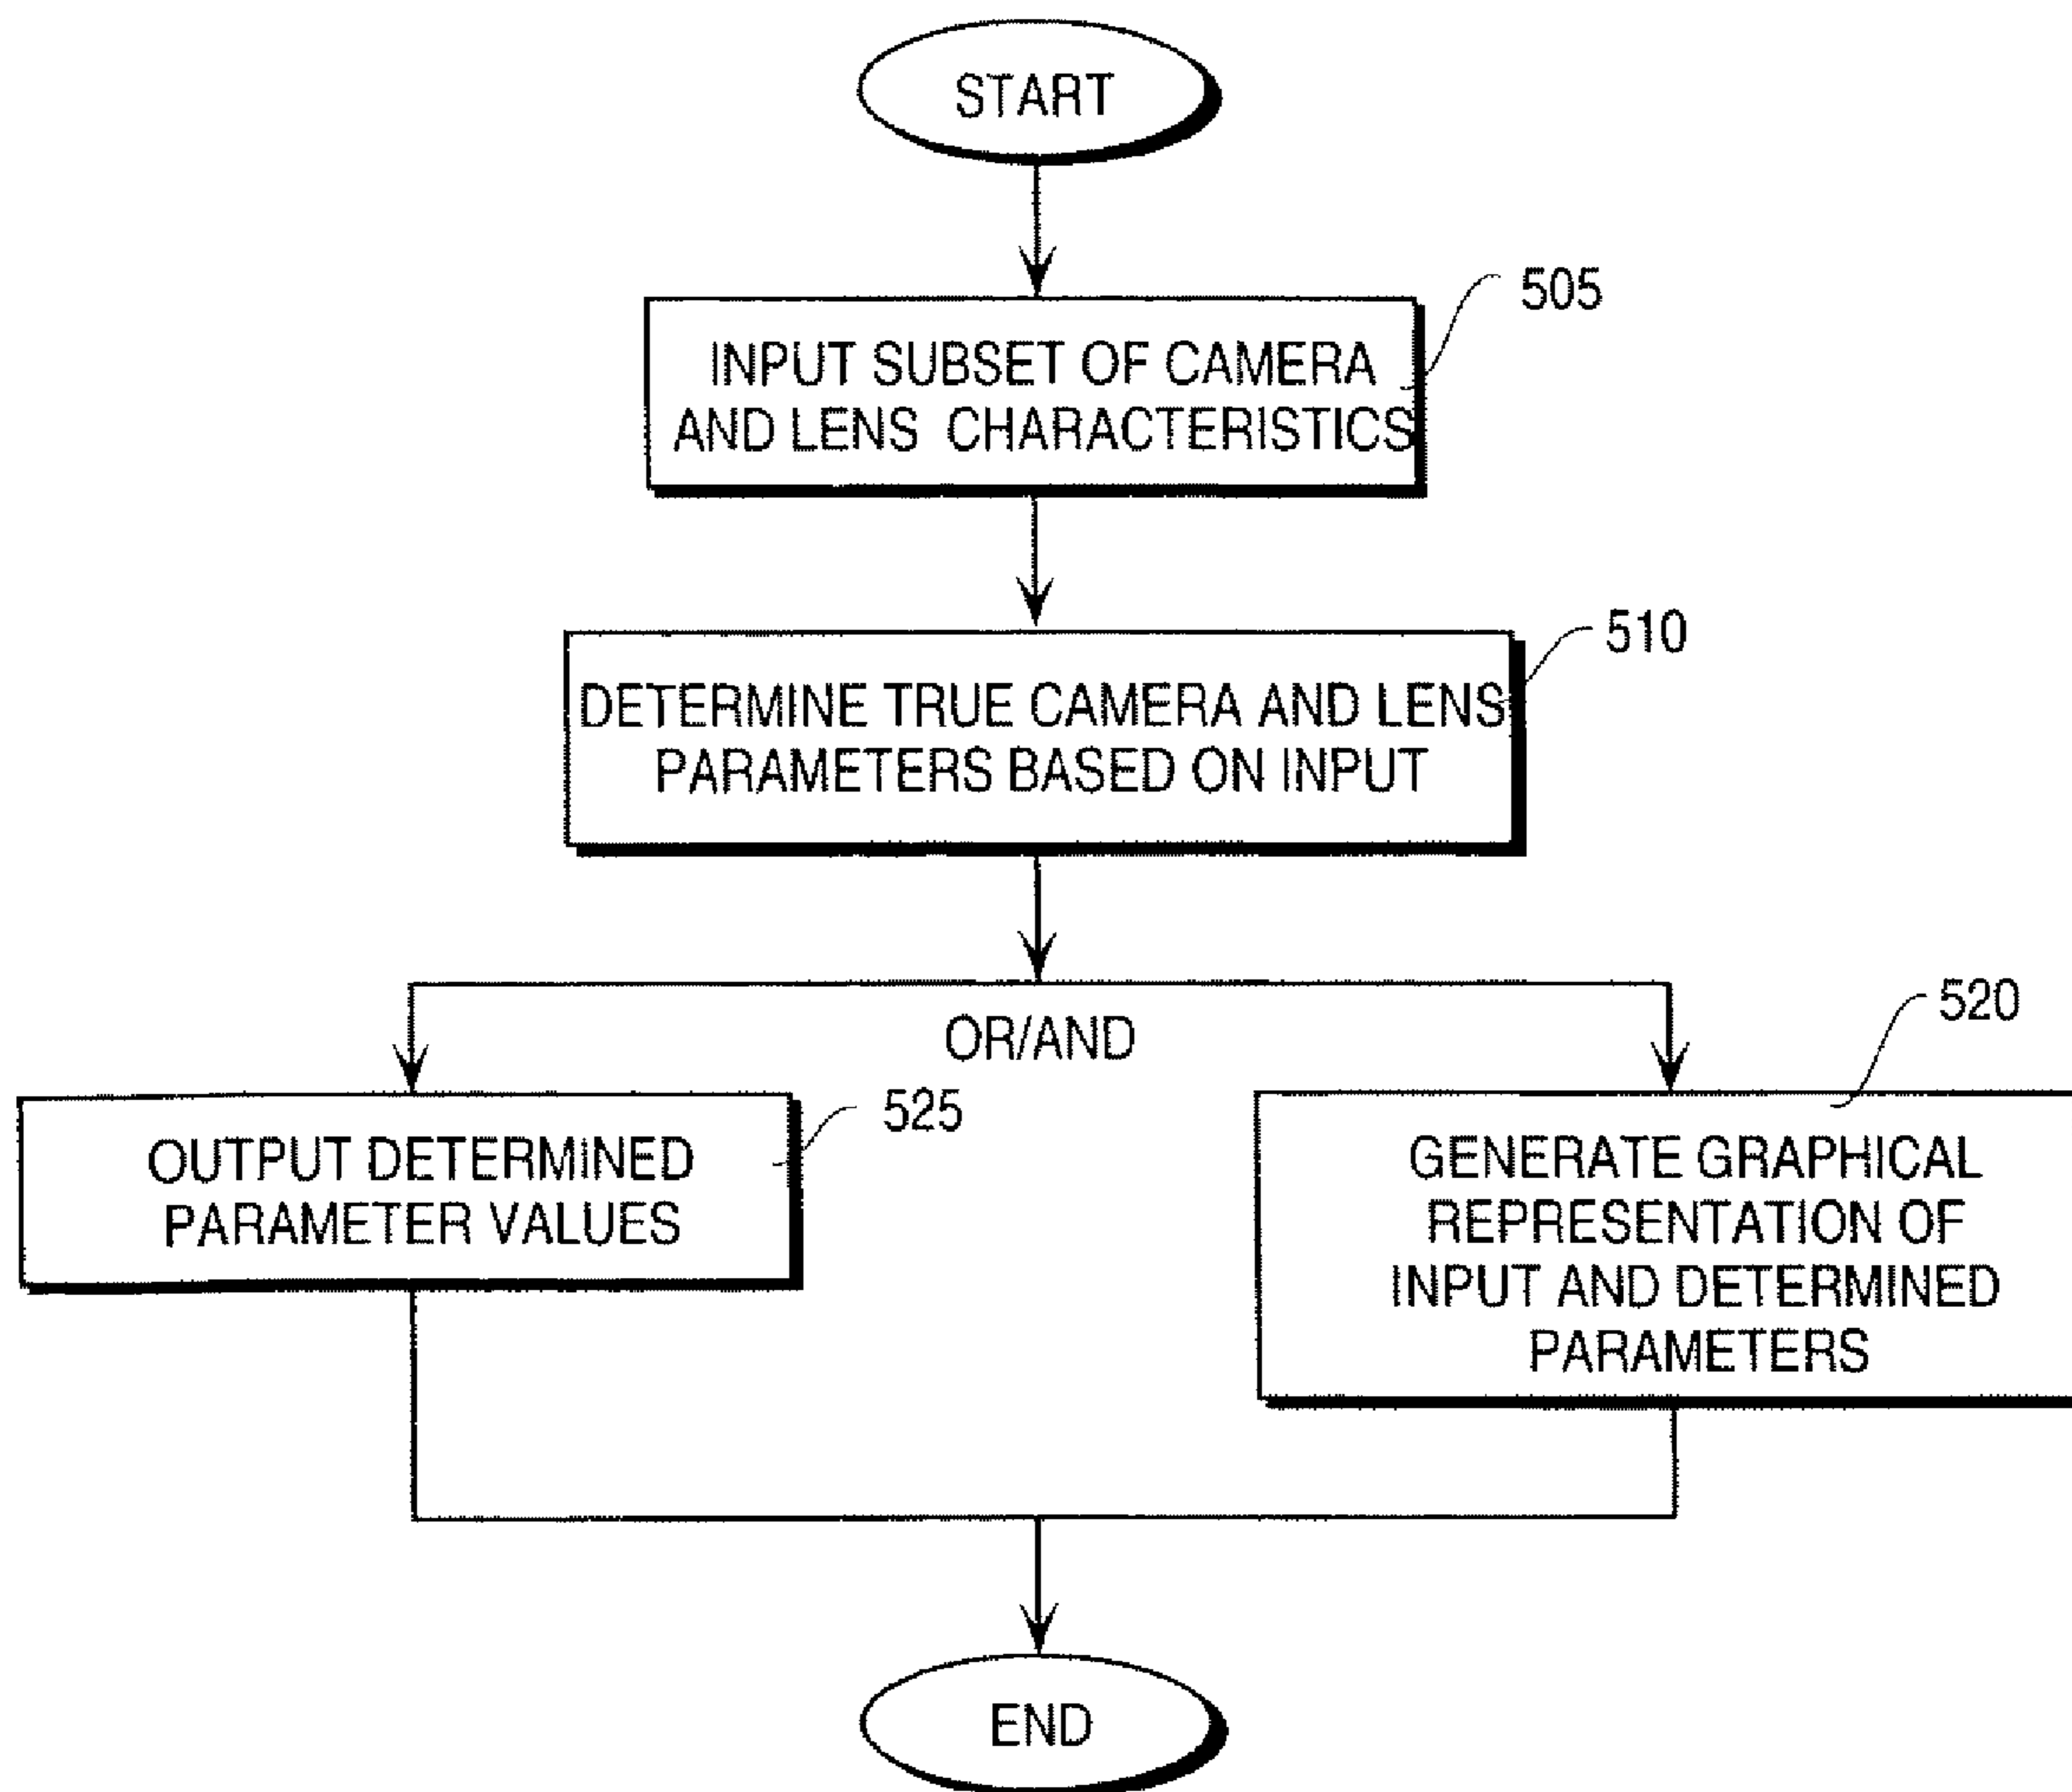 START
505
INPUT SUBSET OF CAMERA
AND LENS CHARACTERISTICS
510
DETERMINE TRUE CAMERA AND LENS
PARAMETERS BASED ON INPUT
OR/AND
525
OUTPUT DETERMINED
PARAMETER VALUES
520
GENERATE GRAPHICAL
REPRESENTATION OF
INPUT AND DETERMINED
PARAMETERS
END